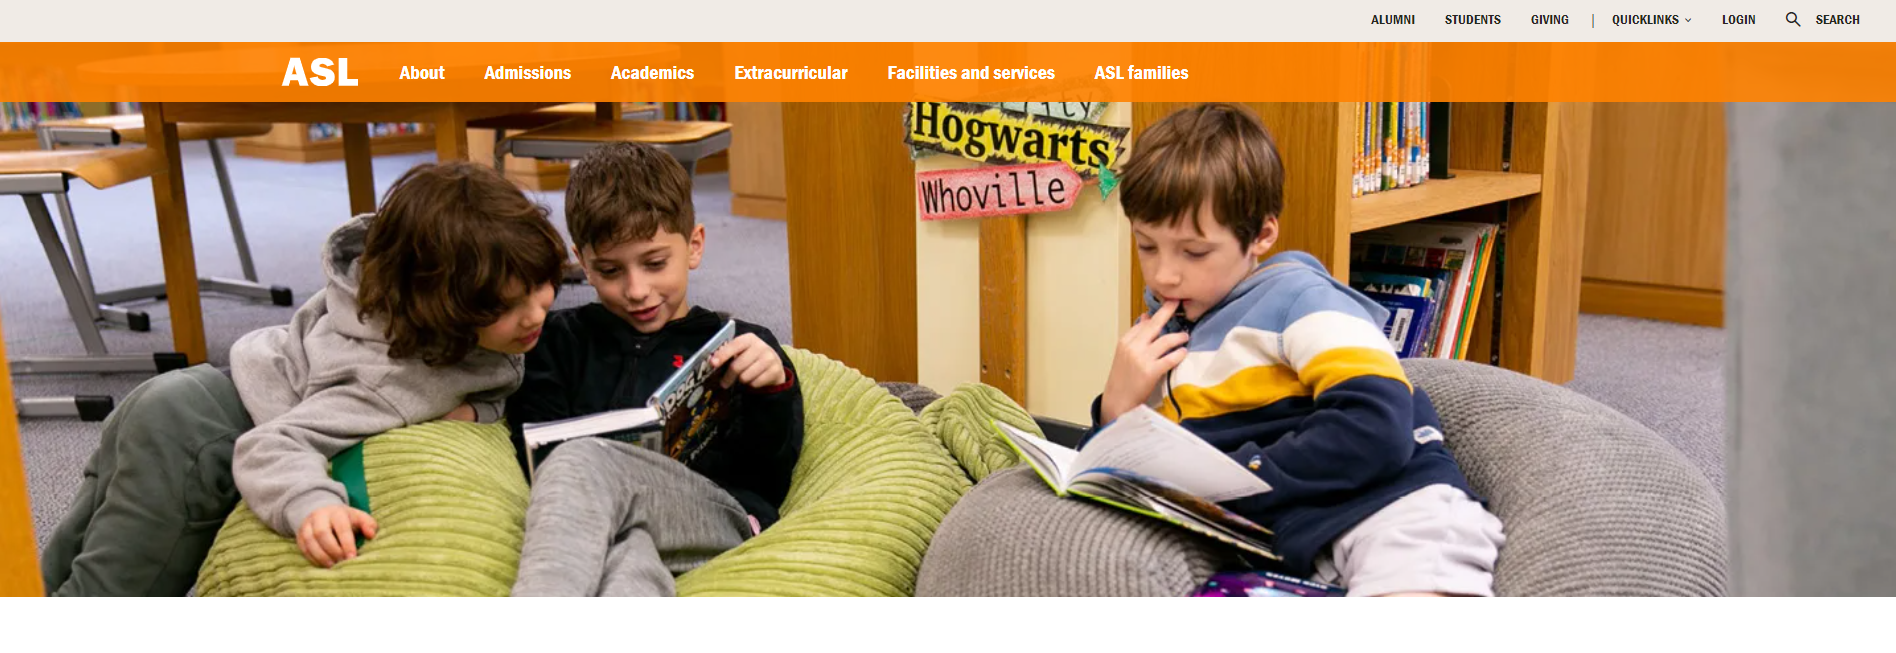 ALUMNI STUDENTS GIVING | QUICKLINKS LOGIN SEARCH
ASL About Admissions Academics Extracurricular Facilities and services ASL families
Hogwarts
Whoville